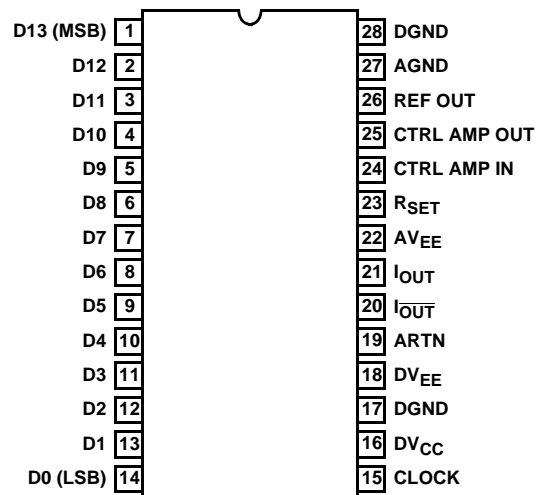 D13 (MSB) 1 28 DGND
D12 2 27 AGND
D11 3 26 REF OUT
D10 4 25 CTRL AMP OUT
D9 5 24 CTRL AMP IN
D8 6 23 RSET
D7 7 22 AVEE
D6 8 21 IOUT
D5 9 20 IOUT
D4 10 19 ARTN
D3 11 18 DVEE
D2 12 17 DGND
D1 13 16 DVCC
D0 (LSB) 14 15 CLOCK